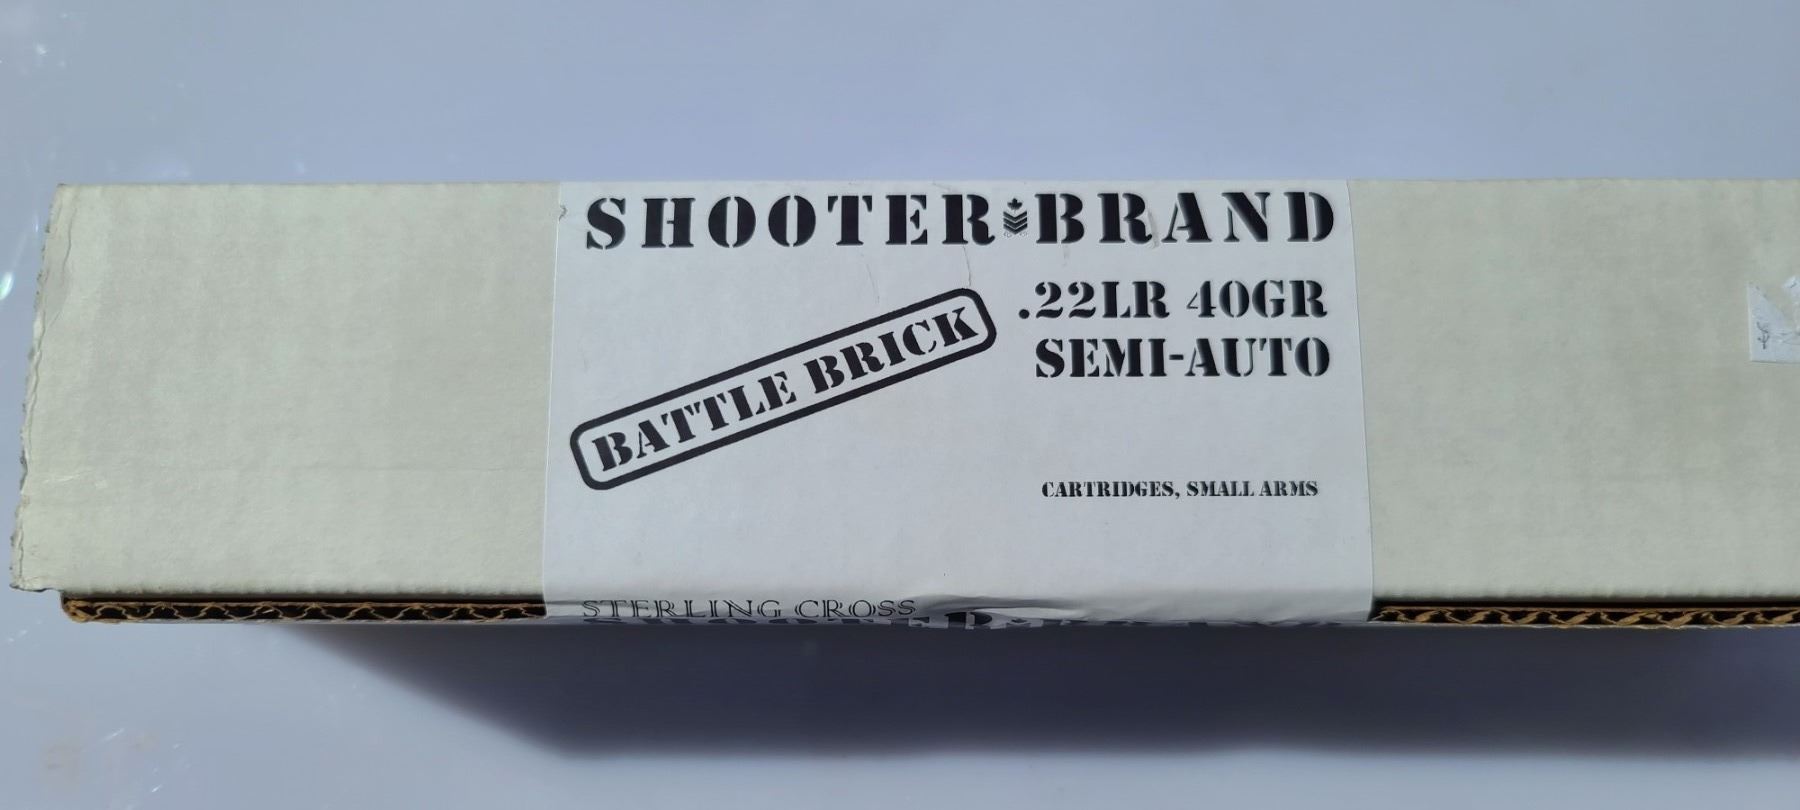 SHOOTER BRAND
.22LR 40GR
SEMI-AUTO
BATTLE BRICK
CARTRIDGES, SMALL ARMS
STERLING CROSS